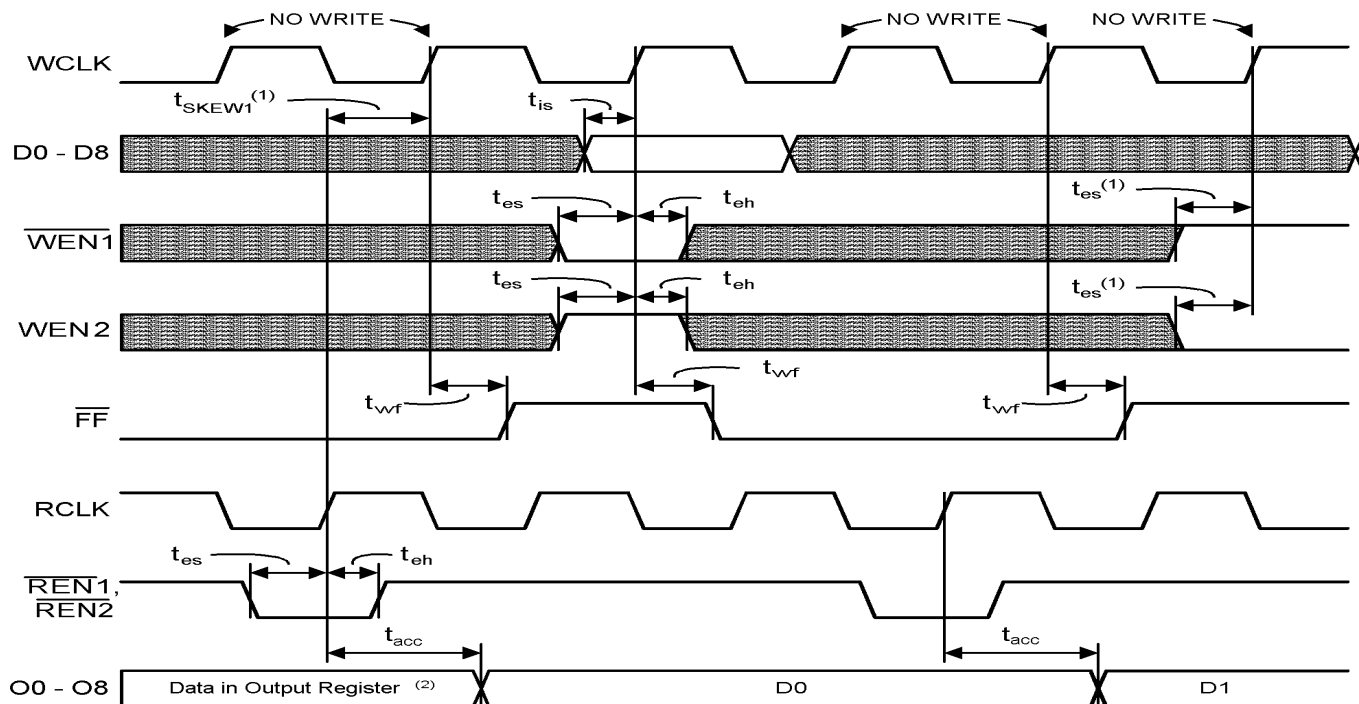 NO WRITE NO WRITE NO WRITE
WCLK
tSKEW1(1) tis
D0 - D8
tes teh tes(1)
WEN1
tes teh tes(1)
WEN2
twf twf twf
FF
RCLK
tes teh
REN1,
REN2
tacc tacc
O0 - O8 Data in Output Register (2) D0 D1